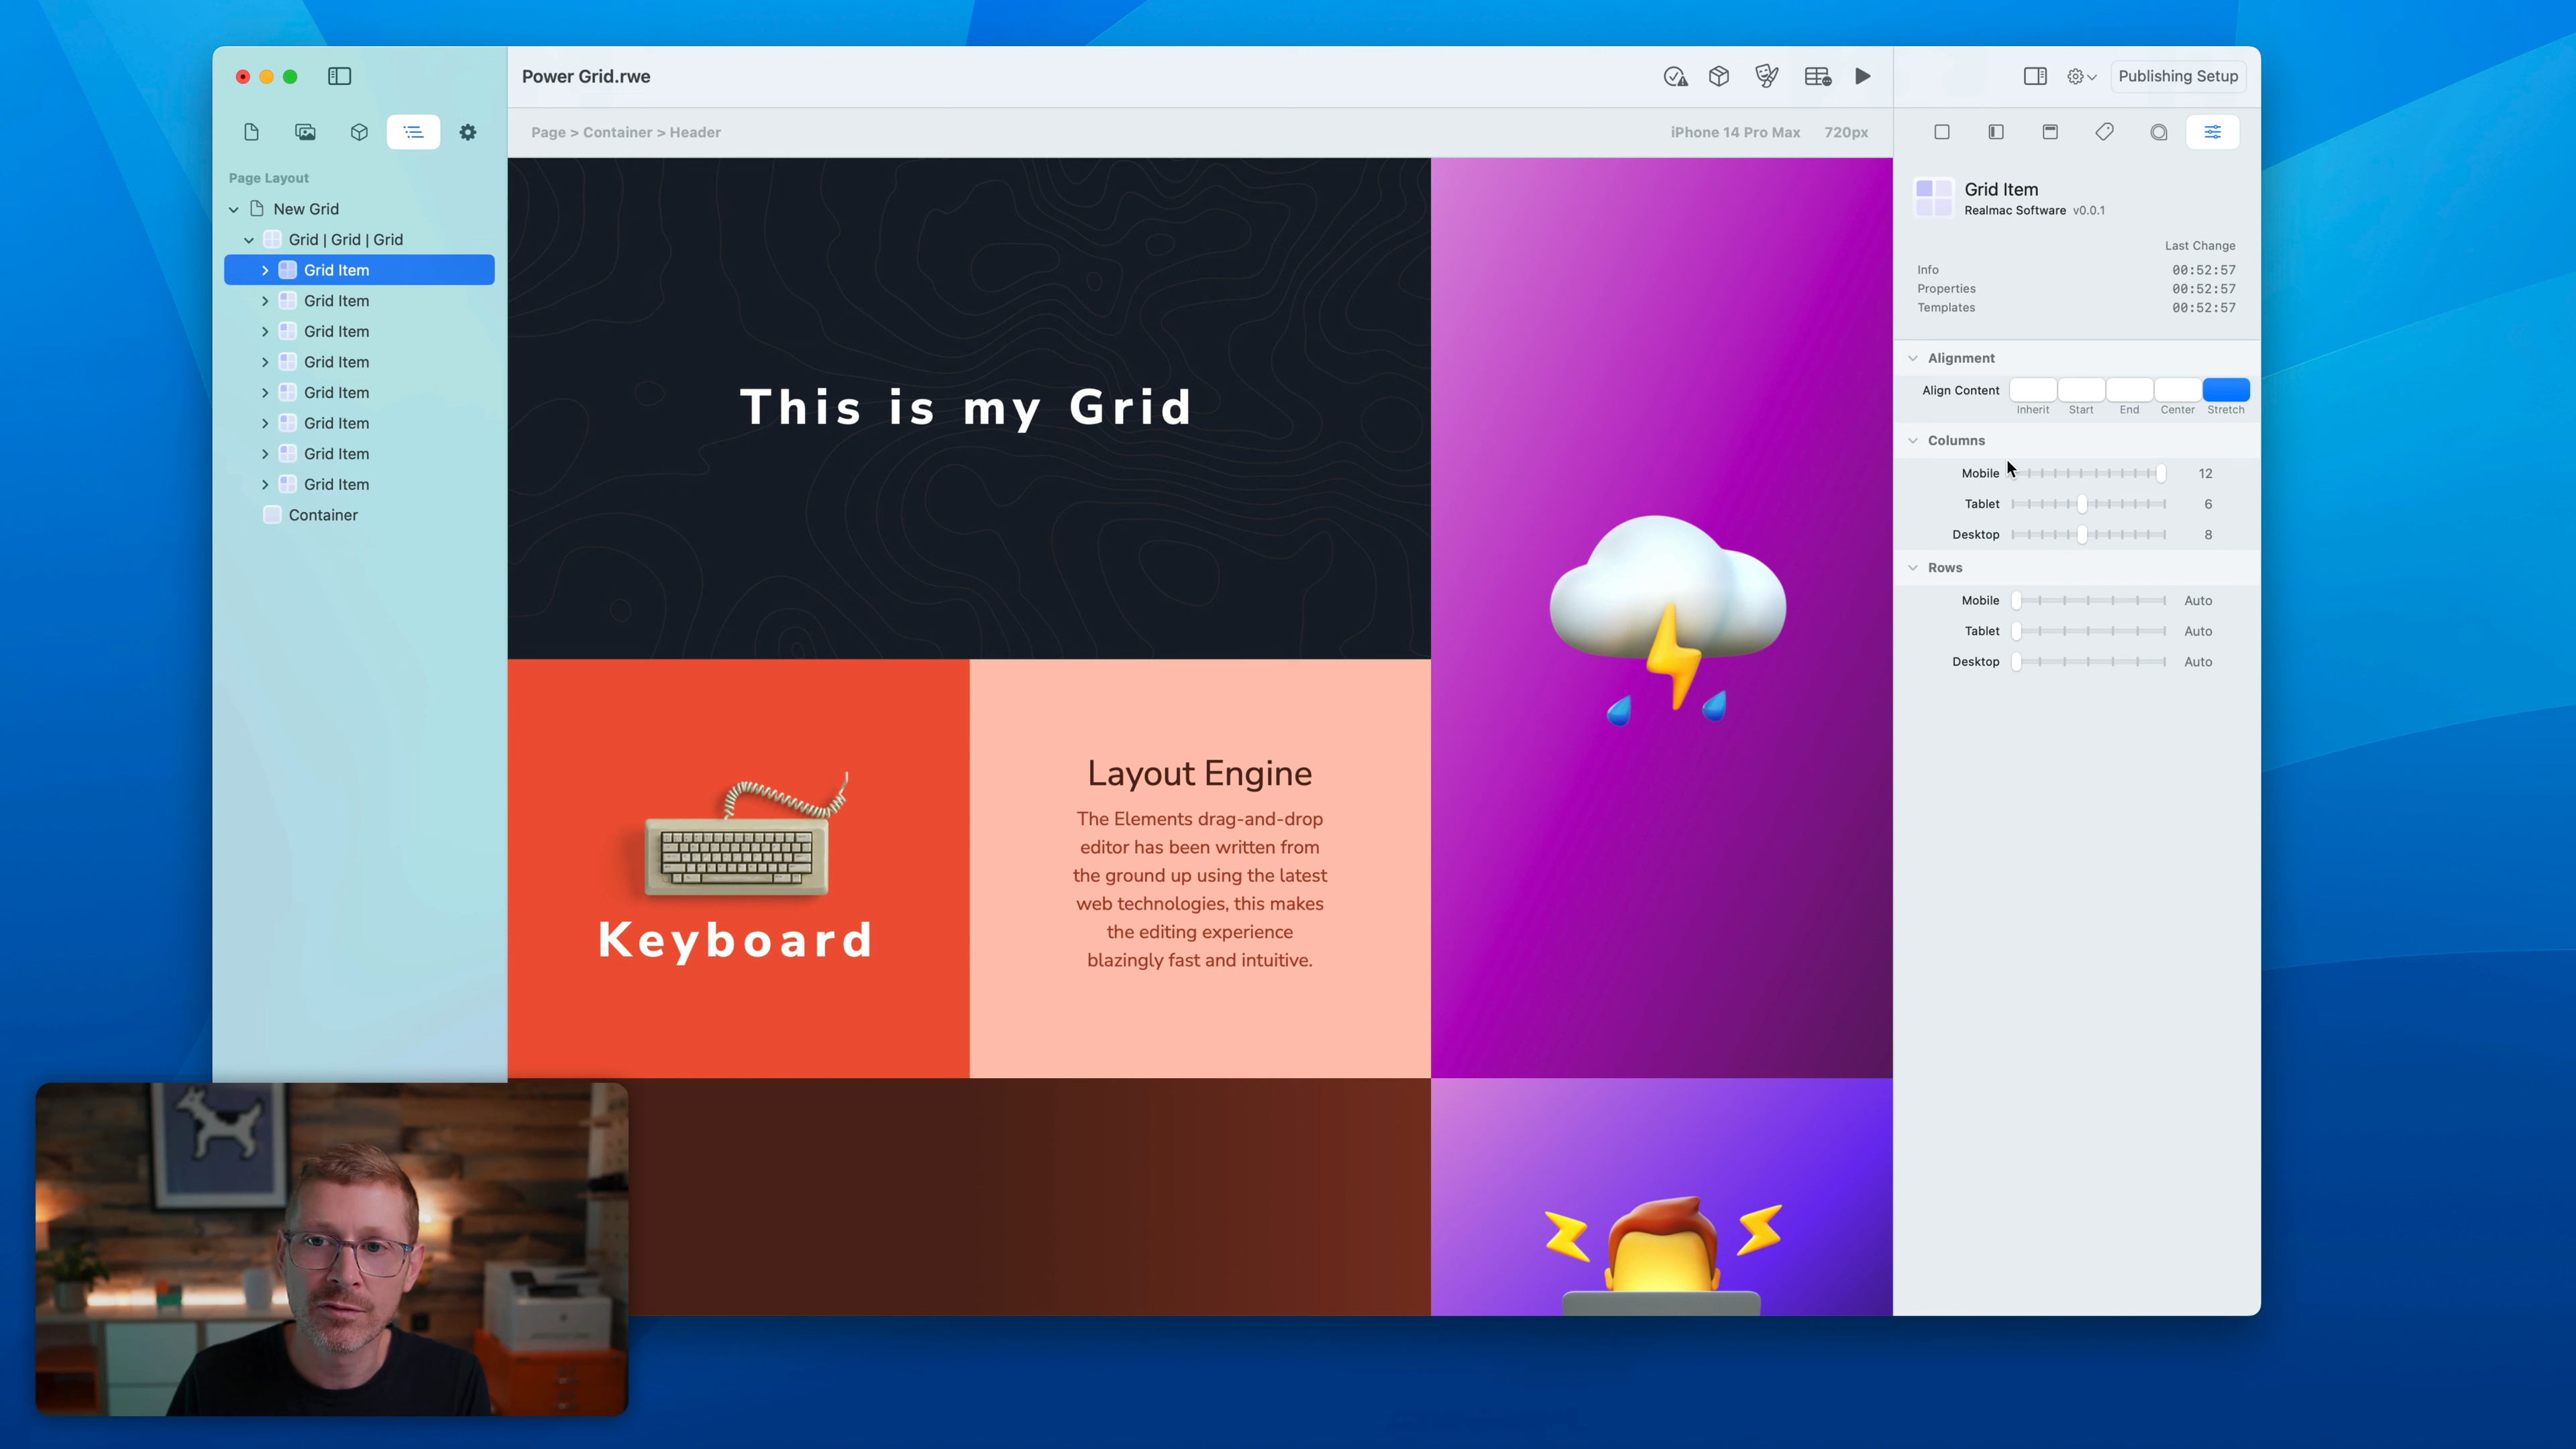 Power Grid.rwe
Publishing Setup
Page > Container > Header
iPhone 14 Pro Max 720px
Page Layout
New Grid
Grid | Grid | Grid
Grid Item
Grid Item
Grid Item
Grid Item
Grid Item
Grid Item
Grid Item
Grid Item
Container
This is my Grid
Keyboard
Layout Engine
The Elements drag-and-drop
editor has been written from
the ground up using the latest
web technologies, this makes
the editing experience
blazingly fast and intuitive.
Grid Item
Realmac Software v0.0.1
Last Change
Info 00:52:57
Properties 00:52:57
Templates 00:52:57
Alignment
Align Content
Inherit Start End Center Stretch
Columns
Mobile 12
Tablet 6
Desktop 8
Rows
Mobile Auto
Tablet Auto
Desktop Auto